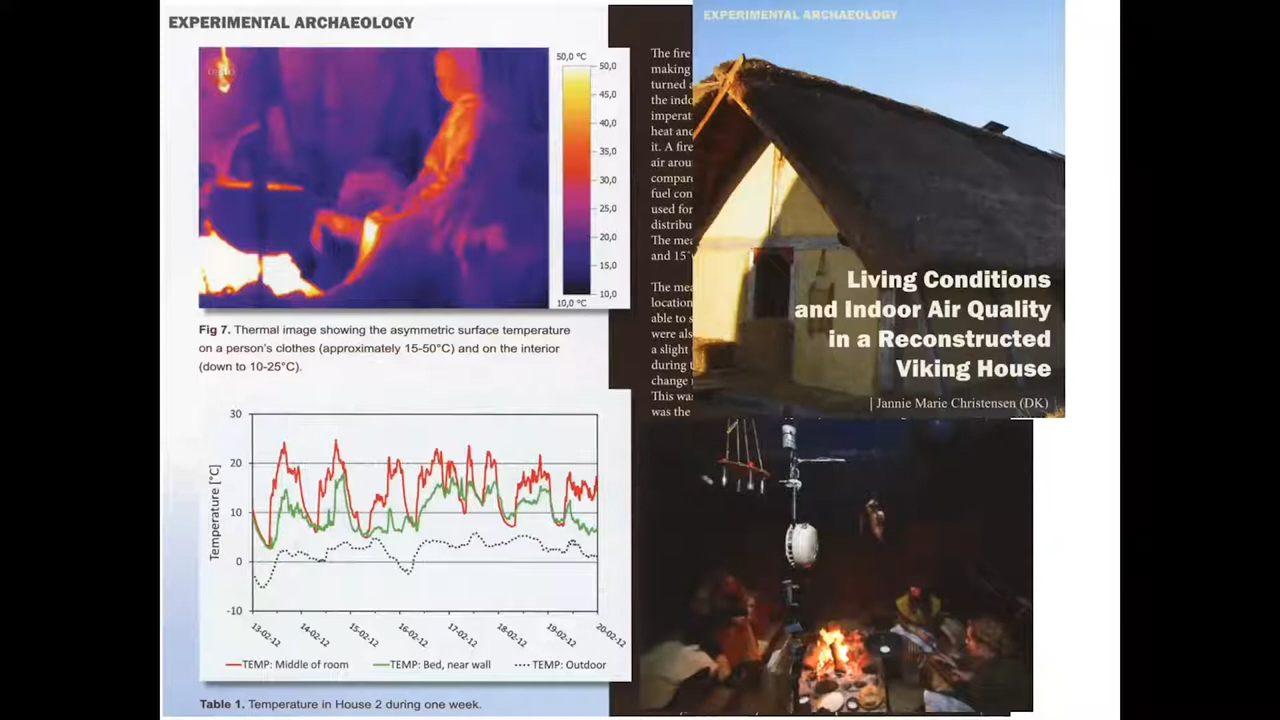 EXPERIMENTAL ARCHAEOLOGY
50,0 °C
50,0
45,0
40,0
35,0
30,0
25,0
20,0
15,0
10,0
10,0 °C
Fig 7. Thermal image showing the asymmetric surface temperature
on a person's clothes (approximately 15-50°C) and on the interior
(down to 10-25°C).
Temperature [°C]
30
20
10
0
-10
13-02-12
14-02-12
15-02-12
16-02-12
17-02-12
18-02-12
19-02-12
20-02-12
TEMP: Middle of room
TEMP: Bed, near wall
TEMP: Outdoor
Table 1. Temperature in House 2 during one week.
The fire
making
turned
the indo
imperat
heat and
it. A fire
air arou
compare
fuel con
used for
distribu
The mea
and 15°
The mea
location
able to s
were als
a slight
during
change
This was
was the
EXPERIMENTAL ARCHAEOLOGY
Living Conditions
and Indoor Air Quality
in a Reconstructed
Viking House
| Jannie Marie Christensen (DK)